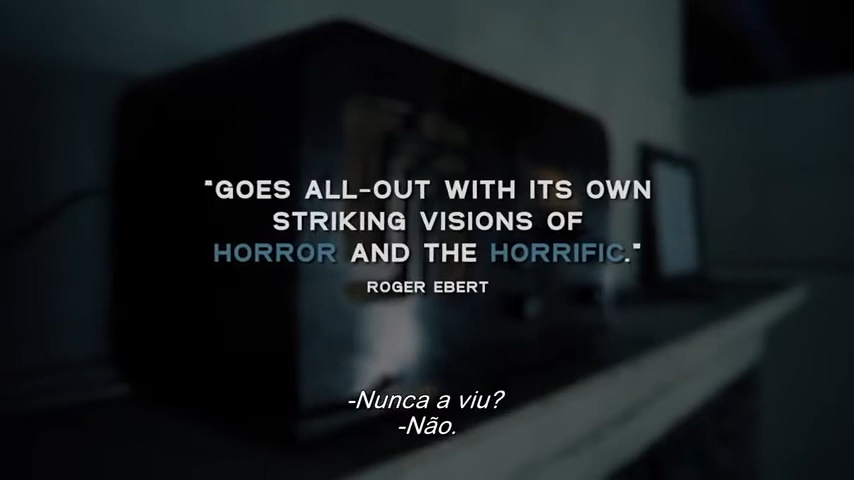 "GOES ALL-OUT WITH ITS OWN
STRIKING VISIONS OF
HORROR AND THE HORRIFIC."
ROGER EBERT
-Nunca a viu?
-Não.